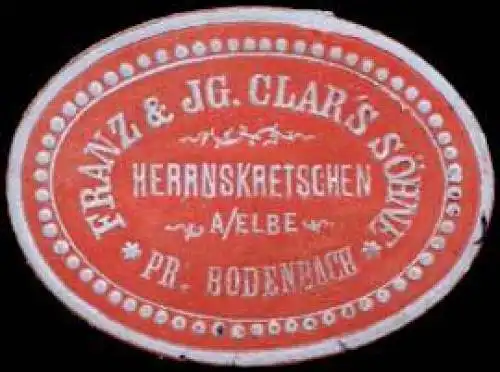 FRANZ & JG. CLAR'S SÖHNE
HERRNSKRETSCHEN
A/ELBE
* PR. BODENBACH *